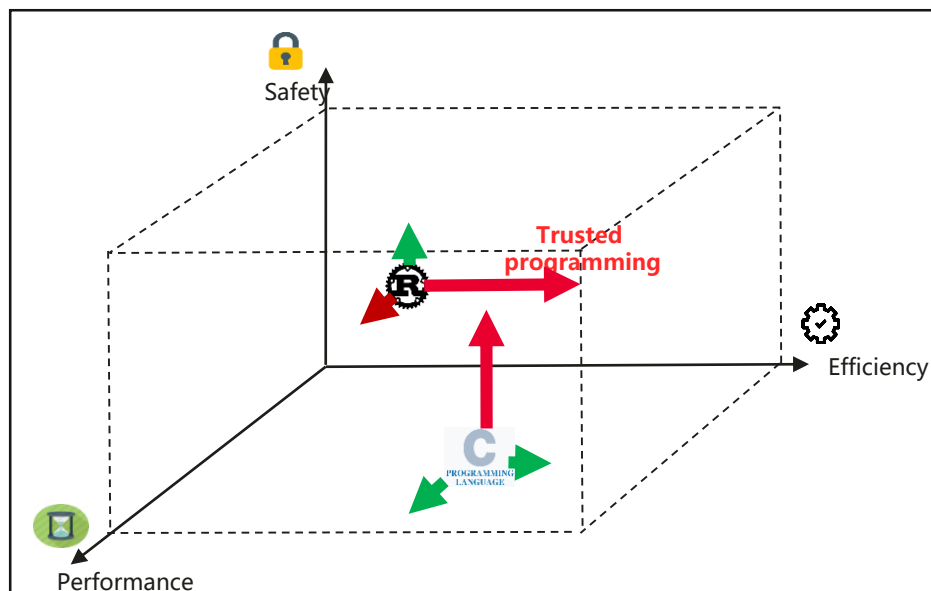 Safety
Trusted
programming
R
Efficiency
C
PROGRAMMING
LANGUAGE
Performance